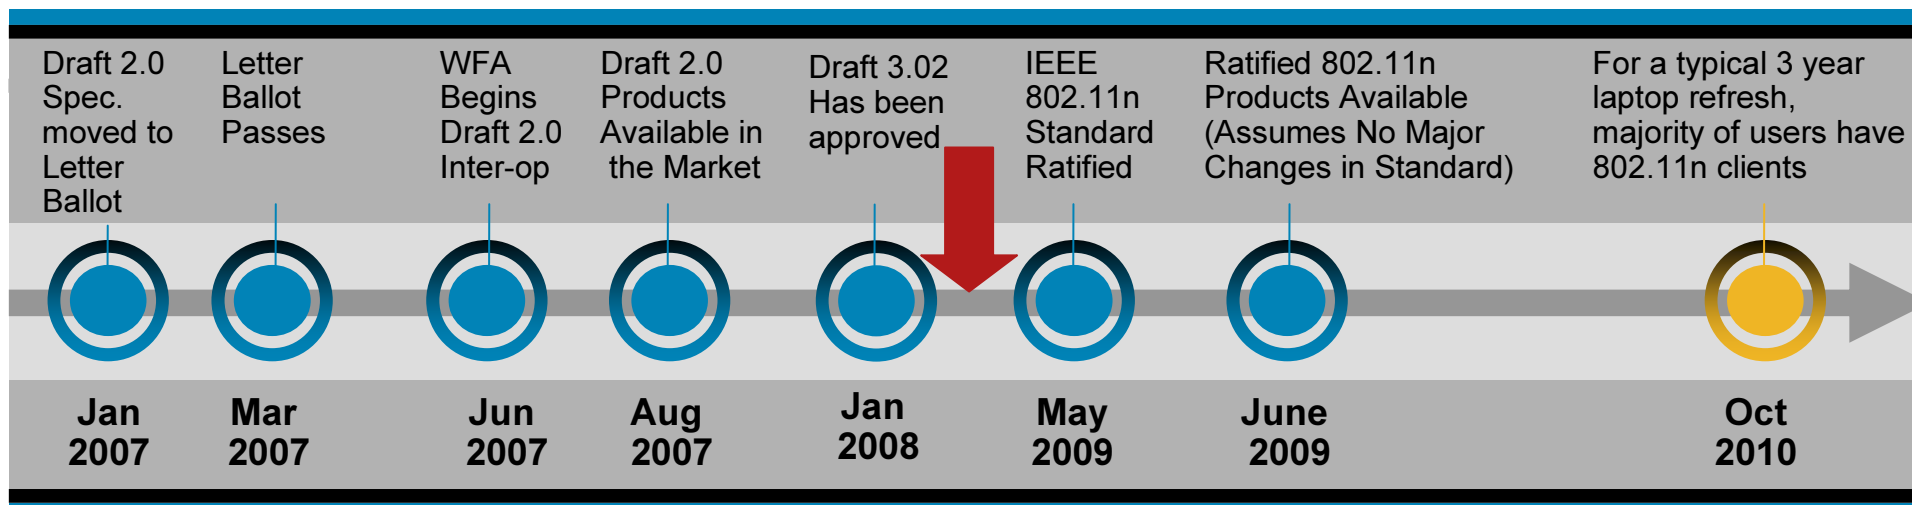 Draft 2.0
Spec.
moved to
Letter
Ballot
Letter
Ballot
Passes
WFA
Begins
Draft 2.0
Inter-op
Draft 2.0
Products
Available in
the Market
Draft 3.02
Has been
approved
IEEE
802.11n
Standard
Ratified
Ratified 802.11n
Products Available
(Assumes No Major
Changes in Standard)
For a typical 3 year
laptop refresh,
majority of users have
802.11n clients
Jan
2007
Mar
2007
Jun
2007
Aug
2007
Jan
2008
May
2009
June
2009
Oct
2010